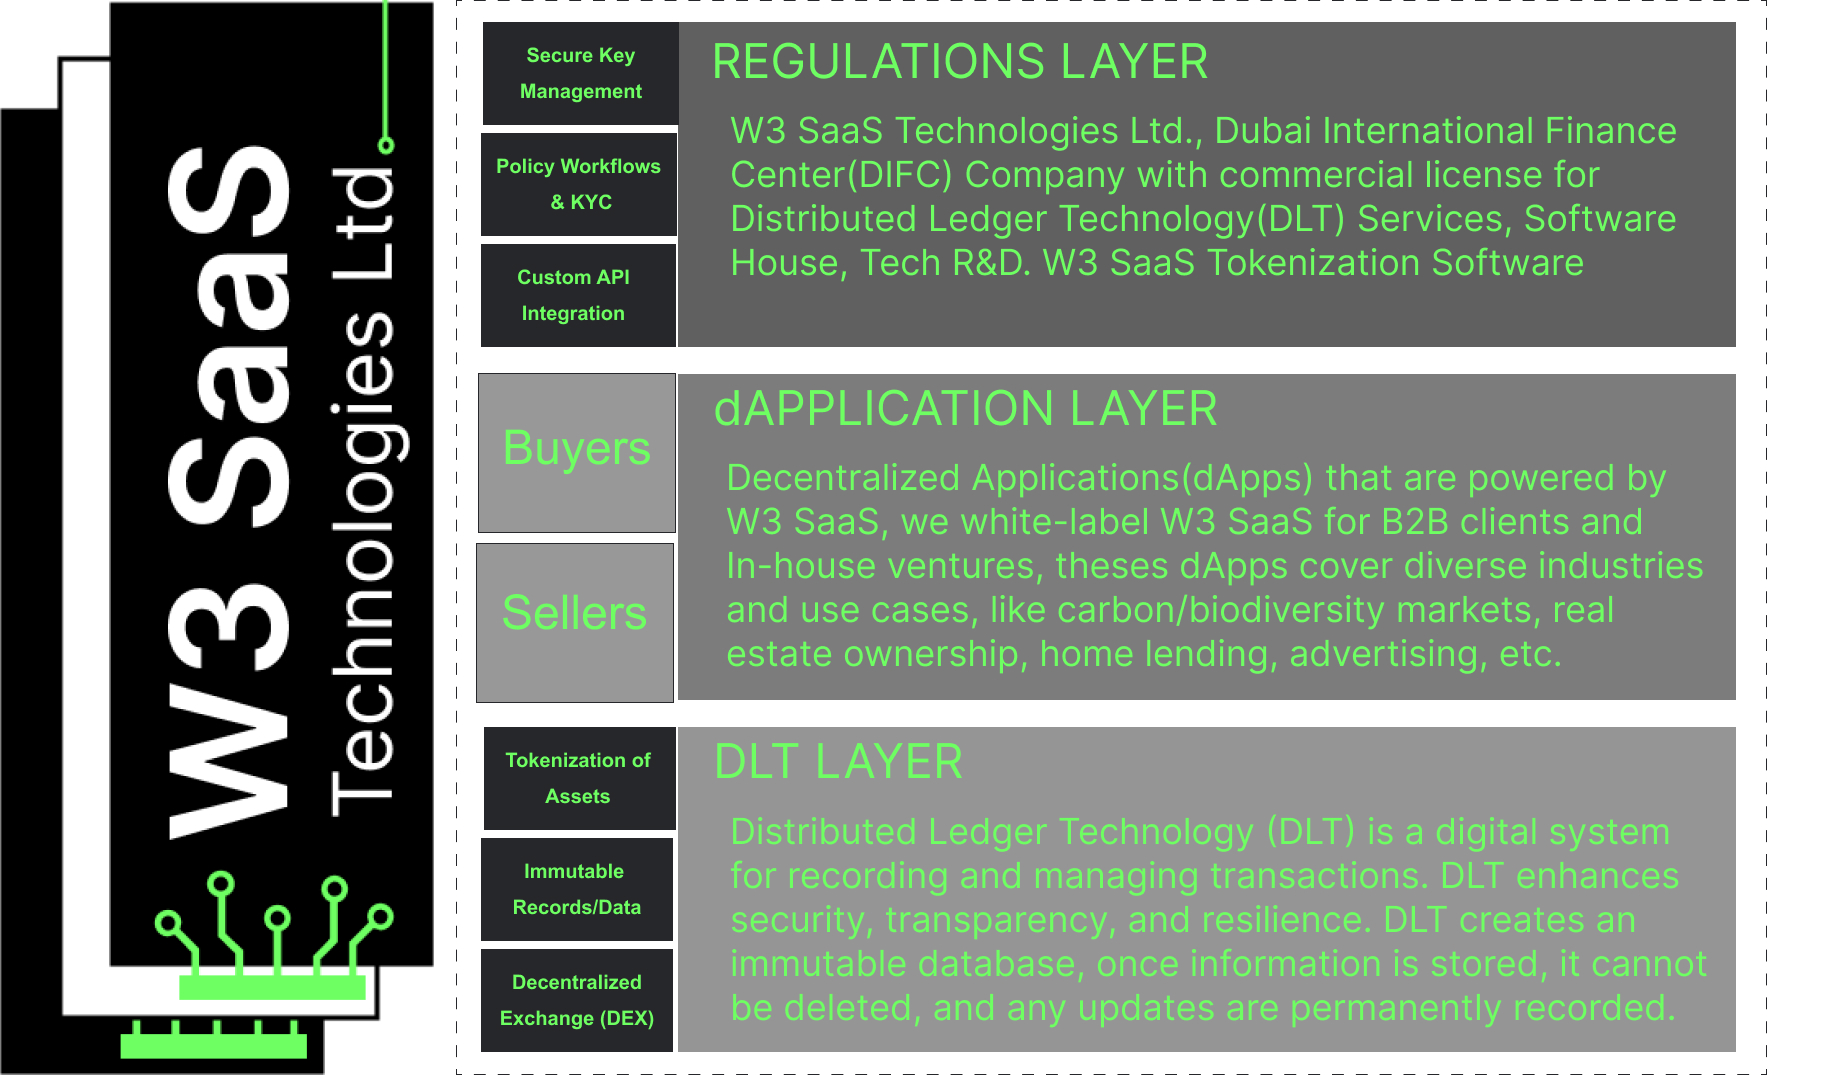 W3 SaaS
Technologies Ltd.
Secure Key
Management
Policy Workflows
& KYC
Custom API
Integration
REGULATIONS LAYER
W3 SaaS Technologies Ltd., Dubai International Finance
Center(DIFC) Company with commercial license for
Distributed Ledger Technology(DLT) Services, Software
House, Tech R&D. W3 SaaS Tokenization Software
Buyers
Sellers
dAPPLICATION LAYER
Decentralized Applications(dApps) that are powered by
W3 SaaS, we white-label W3 SaaS for B2B clients and
In-house ventures, theses dApps cover diverse industries
and use cases, like carbon/biodiversity markets, real
estate ownership, home lending, advertising, etc.
Tokenization of
Assets
Immutable
Records/Data
Decentralized
Exchange (DEX)
DLT LAYER
Distributed Ledger Technology (DLT) is a digital system
for recording and managing transactions. DLT enhances
security, transparency, and resilience. DLT creates an
immutable database, once information is stored, it cannot
be deleted, and any updates are permanently recorded.